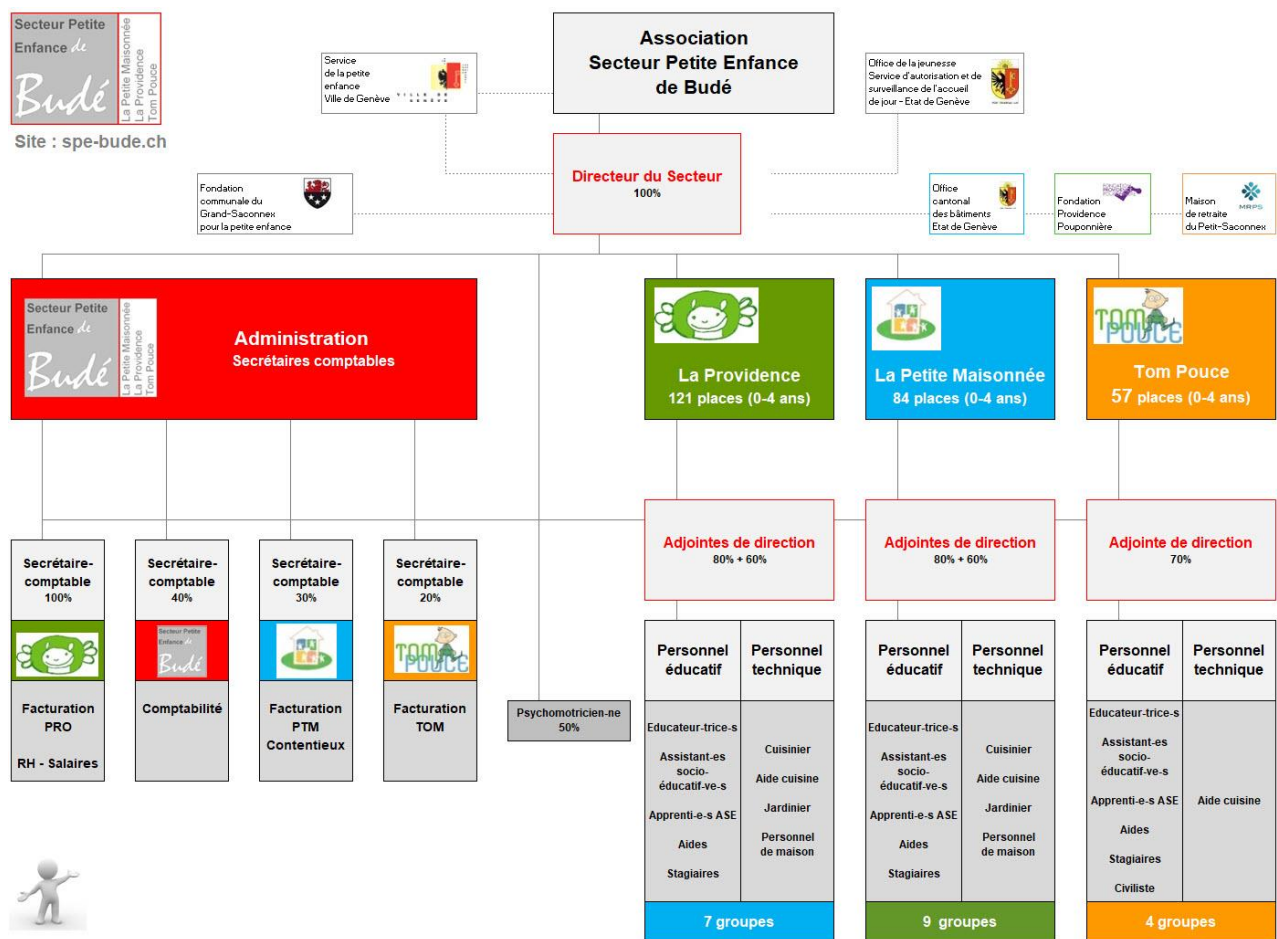 Secteur Petite
Enfance de
Budé
La Petite Maisonnée
La Providence
Tom Pouce
Site : spe-bude.ch
Service
de la petite
enfance
Ville de Genève
VILLE DE
GENÈVE
Association
Secteur Petite Enfance
de Budé
Office de la jeunesse
Service d'autorisation et de
surveillance de l'accueil
de jour - Etat de Genève
Directeur du Secteur
100%
Fondation
communale du
Grand-Saconnex
pour la petite enfance
Office
cantonal
des bâtiments
Etat de Genève
Fondation
Providence
Pouponnière
Maison
de retraite
du Petit-Saconnex
MRPS
Secteur Petite
Enfance de
Budé
La Petite Maisonnée
La Providence
Tom Pouce
Administration
Secrétaires comptables
La Providence
121 places (0-4 ans)
La Petite Maisonnée
84 places (0-4 ans)
TOM
POUCE
Tom Pouce
57 places (0-4 ans)
Secrétaire-
comptable
100%
Facturation
PRO
RH - Salaires
Secrétaire-
comptable
40%
Secteur Petite
Enfance de
Budé
Comptabilité
Secrétaire-
comptable
30%
Facturation
PTM
Contentieux
Secrétaire-
comptable
20%
TOM
POUCE
Facturation
TOM
Psychomotricien-ne
50%
Adjointes de direction
80% + 60%
Personnel
éducatif
Educateur-trice-s
Assistant-es
socio-
éducatif-ve-s
Apprenti-e-s ASE
Aides
Stagiaires
Personnel
technique
Cuisinier
Aide cuisine
Jardinier
Personnel
de maison
7 groupes
Adjointes de direction
80% + 60%
Personnel
éducatif
Educateur-trice-s
Assistant-es
socio-
éducatif-ve-s
Apprenti-e-s ASE
Aides
Stagiaires
Personnel
technique
Cuisinier
Aide cuisine
Jardinier
Personnel
de maison
9 groupes
Adjointe de direction
70%
Personnel
éducatif
Educateur-trice-s
Assistant-es
socio-
éducatif-ve-s
Apprenti-e-s ASE
Aides
Stagiaires
Civiliste
Personnel
technique
Aide cuisine
4 groupes